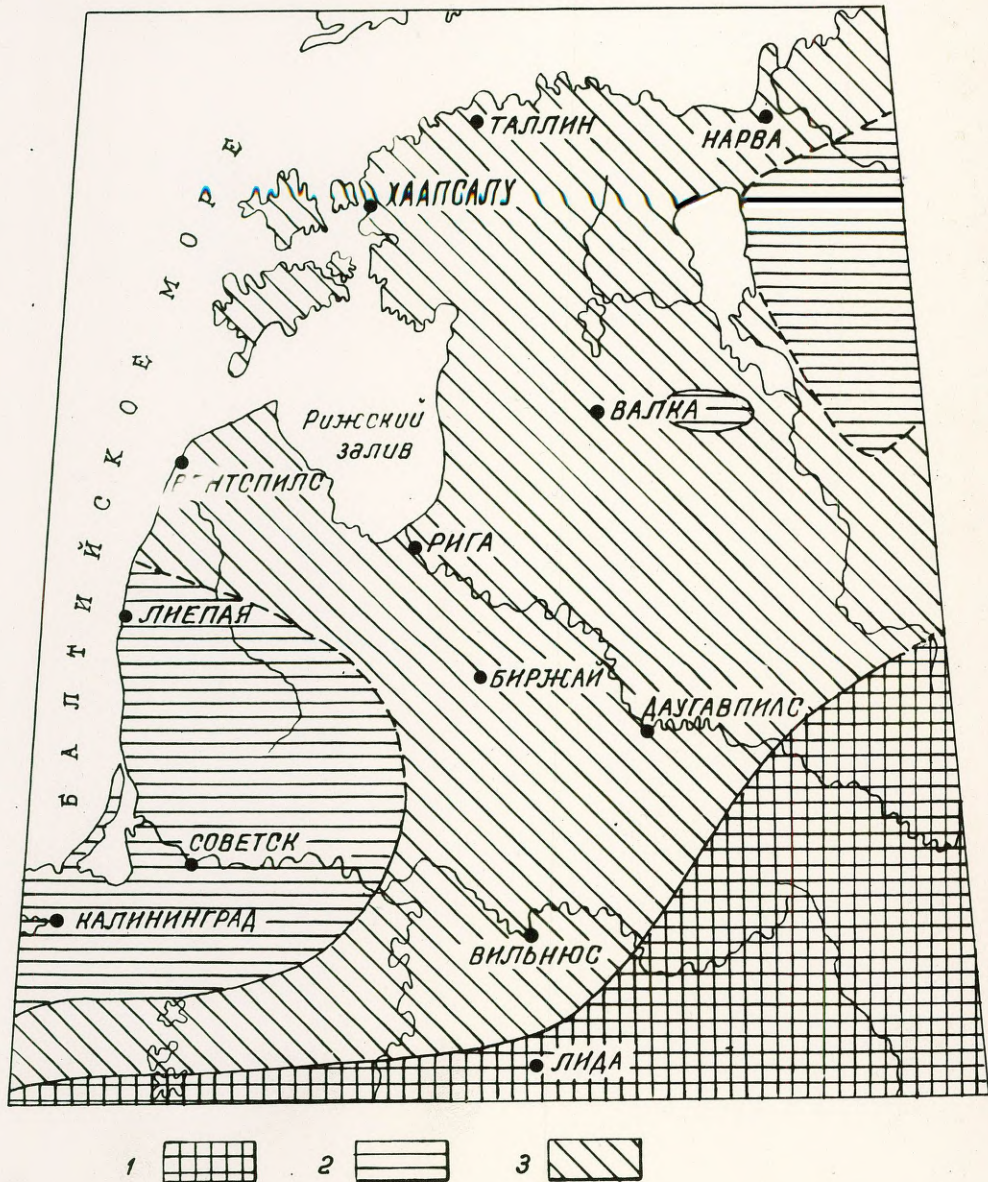 БАЛТИЙСКОЕ МОРЕ
ТАЛЛИН
НАРВА
ХААПСАЛУ
ВАЛКА
Рижский
залив
ВЕНТСПИЛС
РИГА
ЛИЕПАЯ
БИРЖАЙ
ДАУГАВПИЛС
СОВЕТСК
КАЛИНИНГРАД
ВИЛЬНЮС
ЛИДА
1 2 3